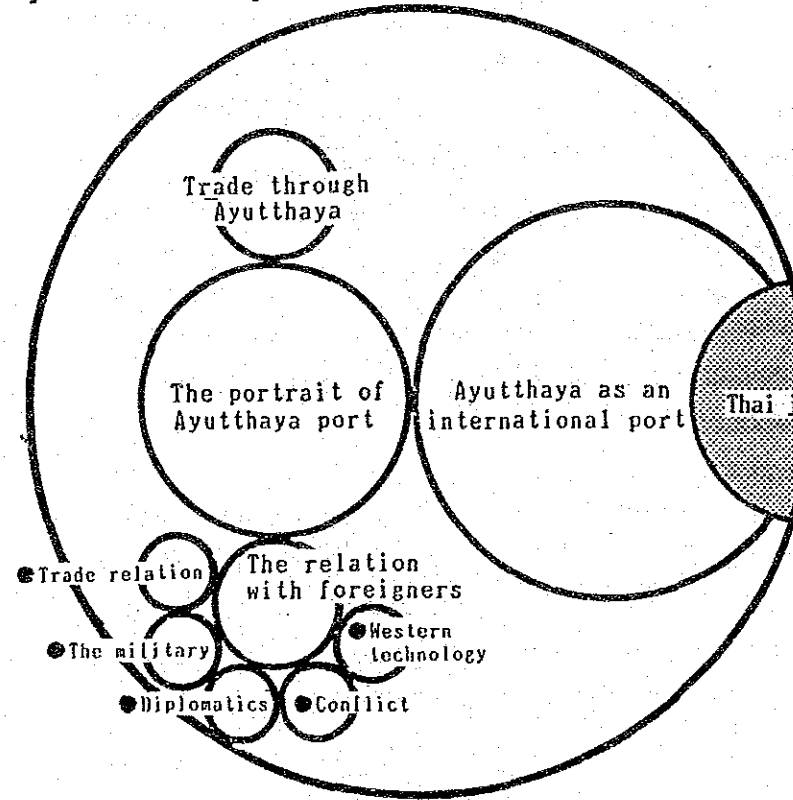 Trade through
Ayutthaya
The portrait of
Ayutthaya port
Ayutthaya as an
international port
Thai
The relation
with foreigners
●Trade relation
●The military
●Diplomatics
●Conflict
●Western
technology